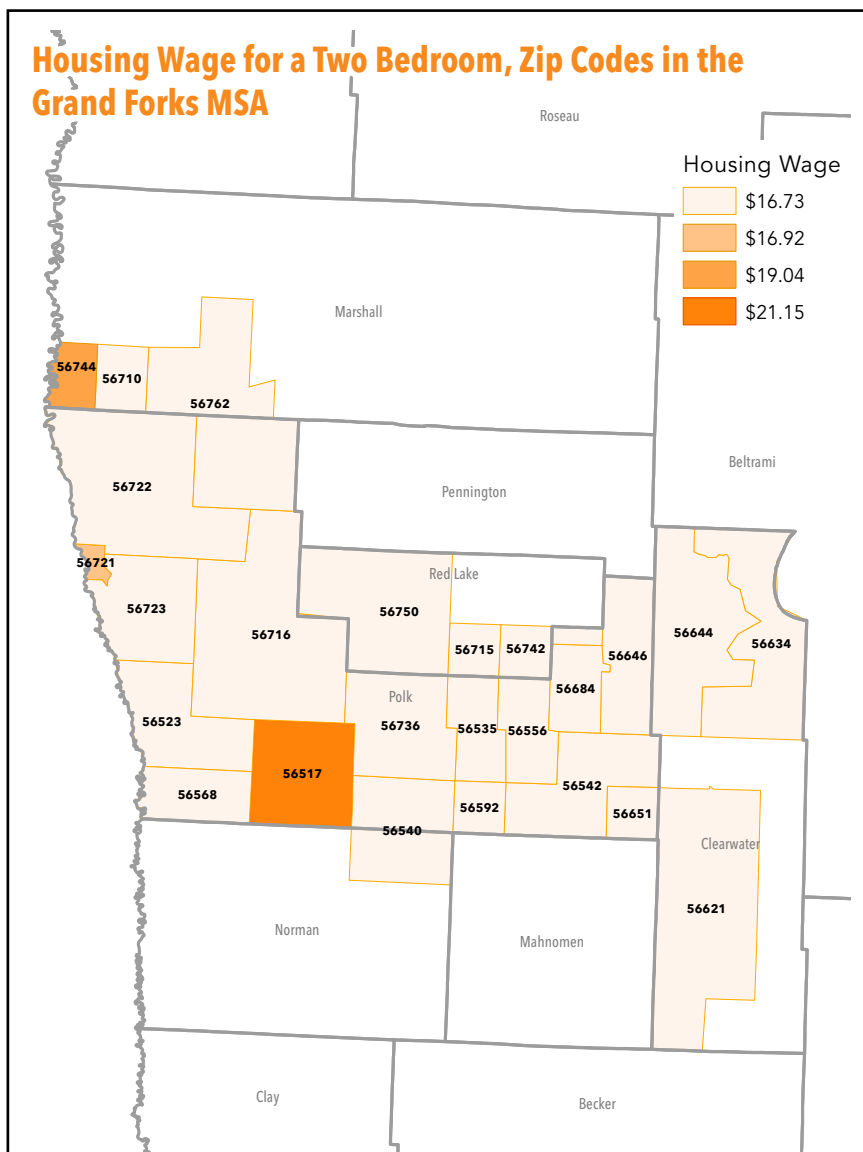 Housing Wage for a Two Bedroom, Zip Codes in the
Grand Forks MSA
Roseau
Housing Wage
$16.73
$16.92
$19.04
$21.15
Marshall
56744
56710
56762
Beltrami
56722
Pennington
56721
Red Lake
56723
56750
56716
56715
56742
56646
56644
56634
56684
Polk
56523
56736
56535
56556
56517
56568
56542
56592
56651
56540
Clearwater
56621
Norman
Mahnomen
Clay
Becker